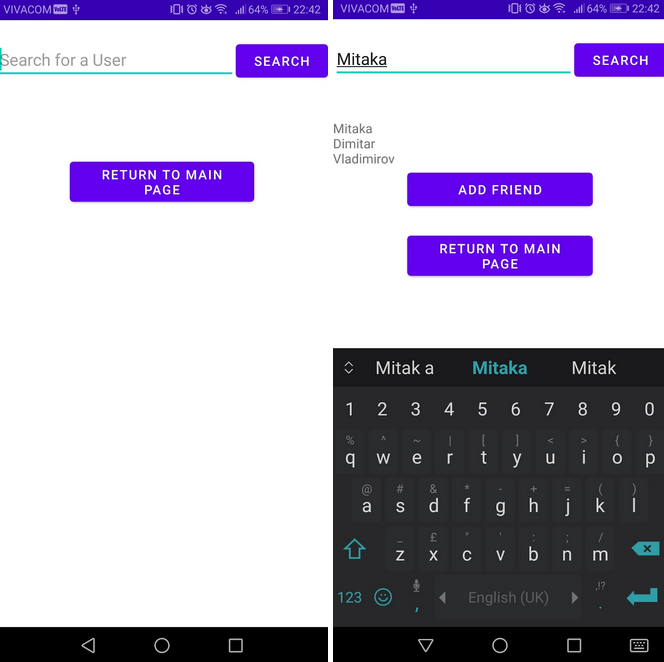 VIVACOM VoLTE 64% 22:42
Search for a User SEARCH
RETURN TO MAIN
PAGE
VIVACOM VoLTE 64% 22:42
Mitaka SEARCH
Mitaka
Dimitar
Vladimirov
ADD FRIEND
RETURN TO MAIN
PAGE
Mitak a Mitaka Mitak
1 2 3 4 5 6 7 8 9 0
% ^ ~ | [ ] < > { }
q w e r t y u i o p
@ # & * - + = ( )
a s d f g h j k l
_ £ " ' : ; /
z x c v b n m
123 , English (UK) ,!? .